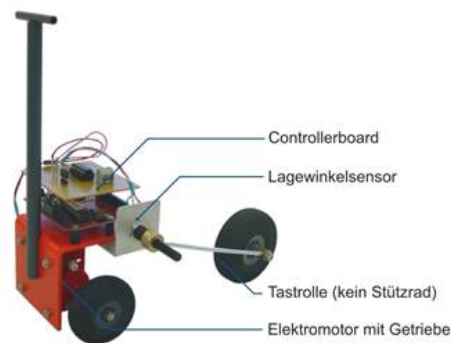 Controllerboard
Lagewinkelsensor
Tastrolle (kein Stützrad)
Elektromotor mit Getriebe